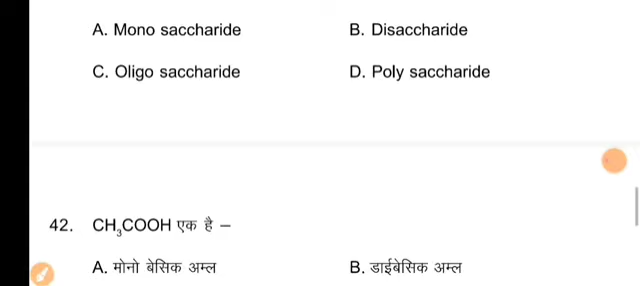 A. Mono saccharide B. Disaccharide
C. Oligo saccharide D. Poly saccharide
42. CH₃COOH एक है –
A. मोनो बेसिक अम्ल B. डाईबेसिक अम्ल